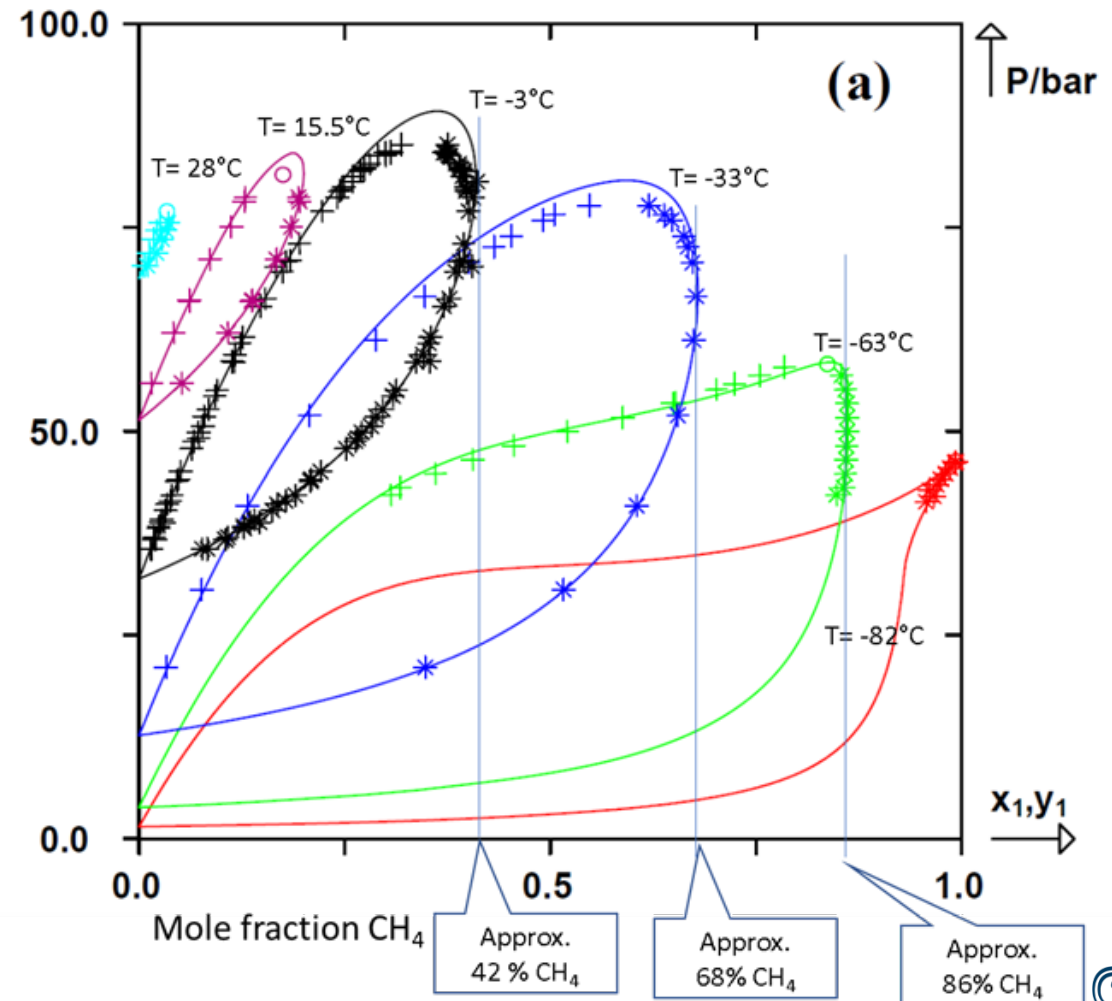 100.0
(a)
P/bar
T= -3°C
T= 15.5°C
T= 28°C
T= -33°C
T= -63°C
50.0
T= -82°C
x₁,y₁
0.0
0.0
0.5
1.0
Mole fraction CH₄
Approx.
42 % CH₄
Approx.
68% CH₄
Approx.
86% CH₄